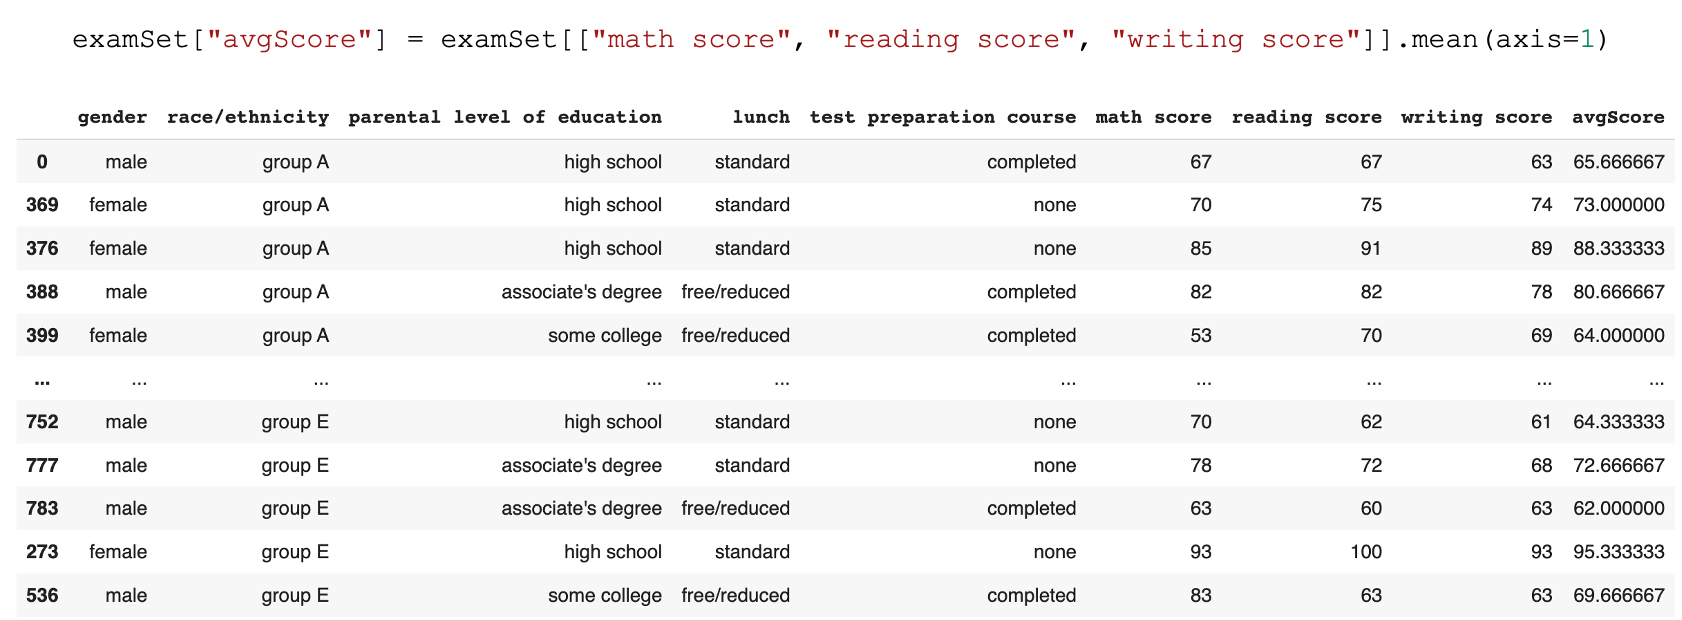 examSet["avgScore"] = examSet[["math score", "reading score", "writing score"]].mean(axis=1)
gender race/ethnicity parental level of education lunch test preparation course math score reading score writing score avgScore
0 male group A high school standard completed 67 67 63 65.666667
369 female group A high school standard none 70 75 74 73.000000
376 female group A high school standard none 85 91 89 88.333333
388 male group A associate's degree free/reduced completed 82 82 78 80.666667
399 female group A some college free/reduced completed 53 70 69 64.000000
... ... ... ... ... ... ... ... ... ...
752 male group E high school standard none 70 62 61 64.333333
777 male group E associate's degree standard none 78 72 68 72.666667
783 male group E associate's degree free/reduced completed 63 60 63 62.000000
273 female group E high school standard none 93 100 93 95.333333
536 male group E some college free/reduced completed 83 63 63 69.666667